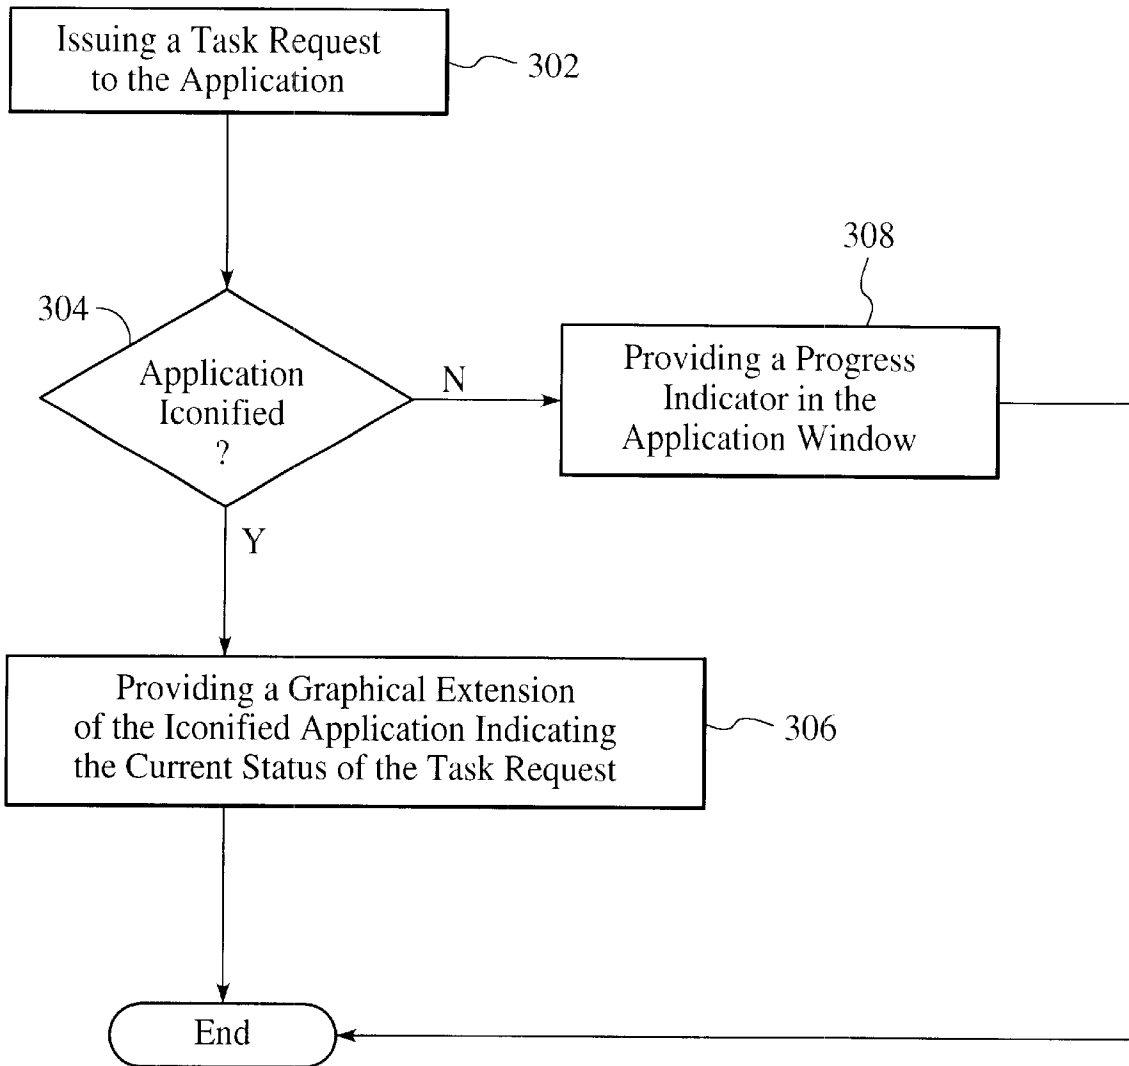 Issuing a Task Request
to the Application
302
308
304
Application
Iconified
?
N
Providing a Progress
Indicator in the
Application Window
Y
Providing a Graphical Extension
of the Iconified Application Indicating
the Current Status of the Task Request
306
End